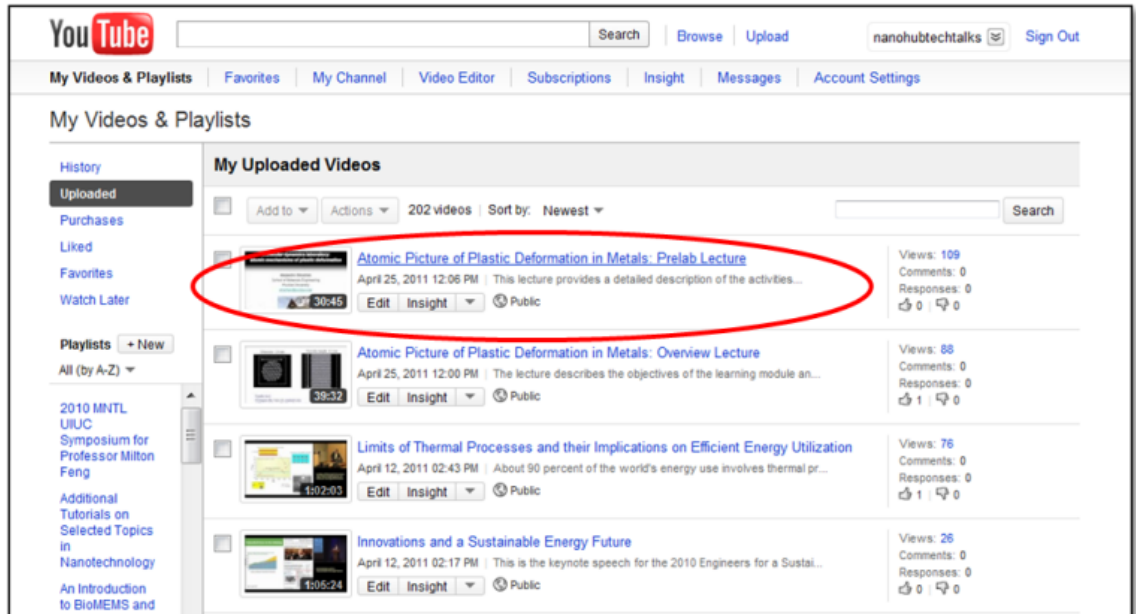 YouTube
Search
Browse
Upload
nanohubtechtalks
Sign Out
My Videos & Playlists
Favorites
My Channel
Video Editor
Subscriptions
Insight
Messages
Account Settings
My Videos & Playlists
History
Uploaded
Purchases
Liked
Favorites
Watch Later
Playlists
+ New
All (by A-Z)
2010 MNTL
UIUC
Symposium for
Professor Milton
Feng
Additional
Tutorials on
Selected Topics
in
Nanotechnology
An Introduction
to BioMEMS and
My Uploaded Videos
Add to
Actions
202 videos
Sort by: Newest
Search
30:45
Atomic Picture of Plastic Deformation in Metals: Prelab Lecture
April 25, 2011 12:06 PM | This lecture provides a detailed description of the activities...
Edit
Insight
Public
Views: 109
Comments: 0
Responses: 0
0 | 0
39:32
Atomic Picture of Plastic Deformation in Metals: Overview Lecture
April 25, 2011 12:00 PM | The lecture describes the objectives of the learning module an...
Edit
Insight
Public
Views: 88
Comments: 0
Responses: 0
1 | 0
1:02:03
Limits of Thermal Processes and their Implications on Efficient Energy Utilization
April 12, 2011 02:43 PM | About 90 percent of the world's energy use involves thermal pr...
Edit
Insight
Public
Views: 76
Comments: 0
Responses: 0
1 | 0
1:05:24
Innovations and a Sustainable Energy Future
April 12, 2011 02:17 PM | This is the keynote speech for the 2010 Engineers for a Sustai...
Edit
Insight
Public
Views: 26
Comments: 0
Responses: 0
0 | 0